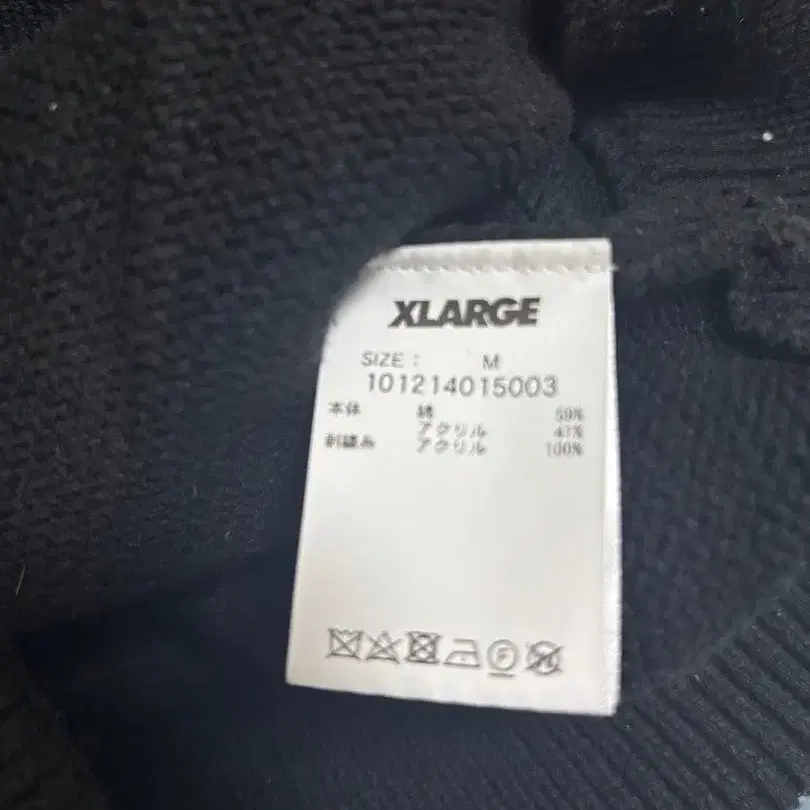 XLARGE
SIZE : M
101214015003
本体 綿 59%
アクリル 41%
刺繍糸 アクリル 100%
F